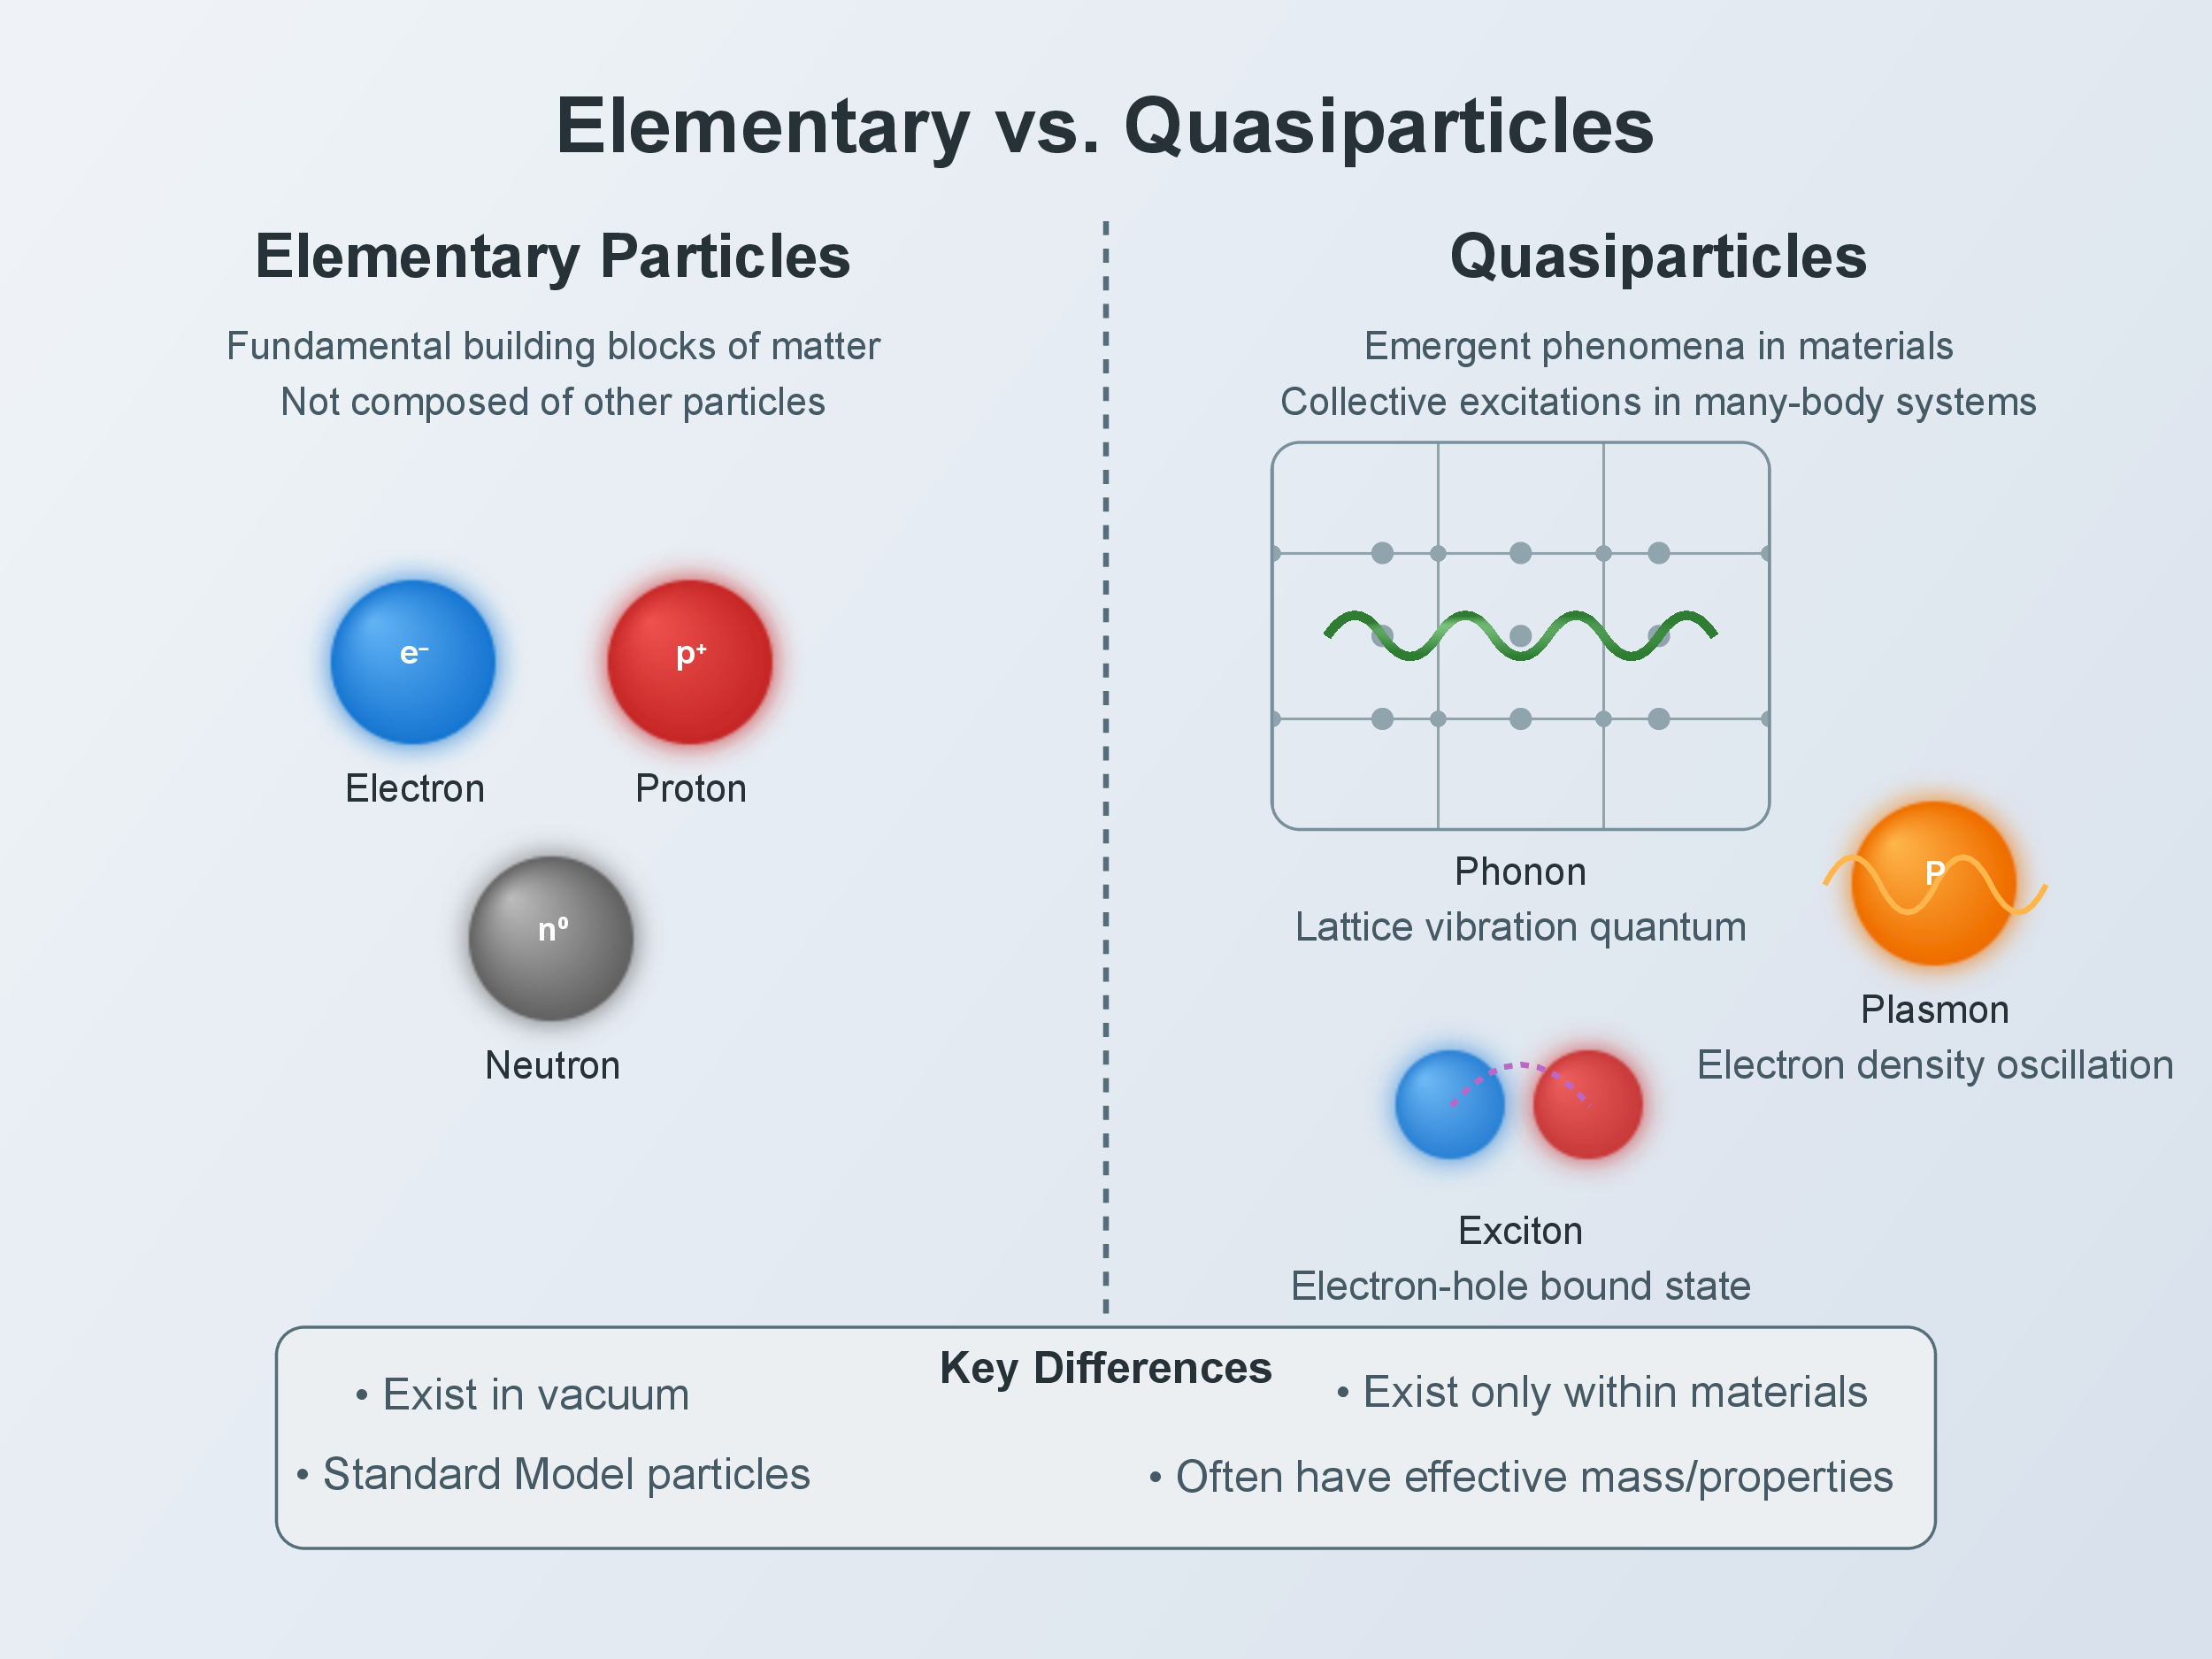 Elementary vs. Quasiparticles
Elementary Particles
Fundamental building blocks of matter
Not composed of other particles
e⁻
p⁺
Electron
Proton
n⁰
Neutron
Quasiparticles
Emergent phenomena in materials
Collective excitations in many-body systems
Phonon
Lattice vibration quantum
P
Plasmon
Electron density oscillation
Exciton
Electron-hole bound state
Key Differences
• Exist in vacuum
• Standard Model particles
• Exist only within materials
• Often have effective mass/properties